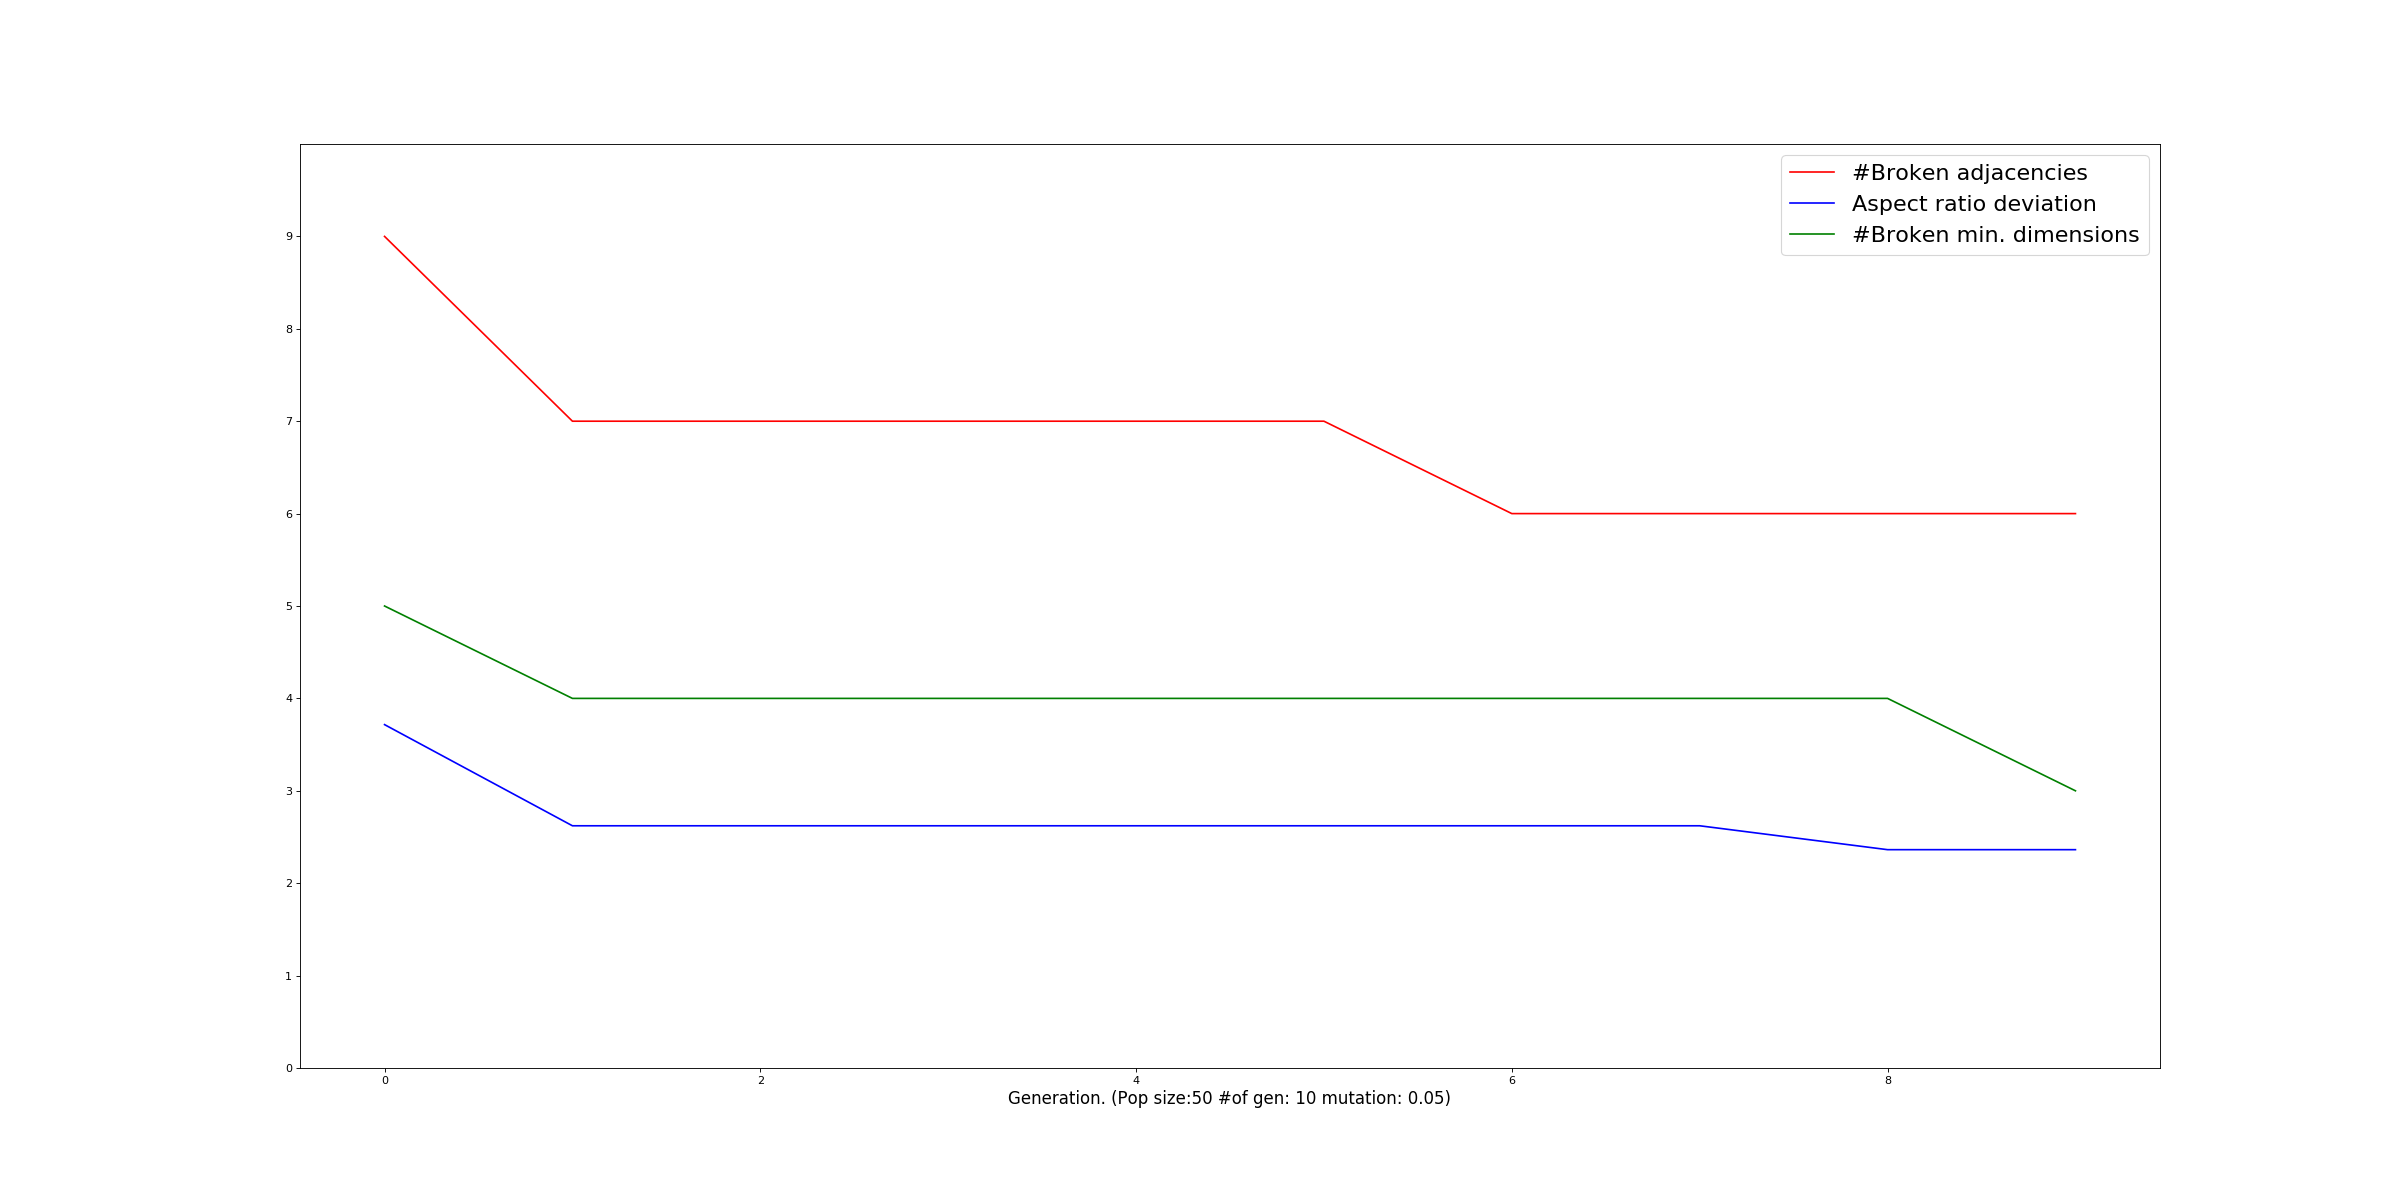 #Broken adjacencies
Aspect ratio deviation
#Broken min. dimensions
9
8
7
6
5
4
3
2
1
0
0 2 4 6 8
Generation. (Pop size:50 #of gen: 10 mutation: 0.05)